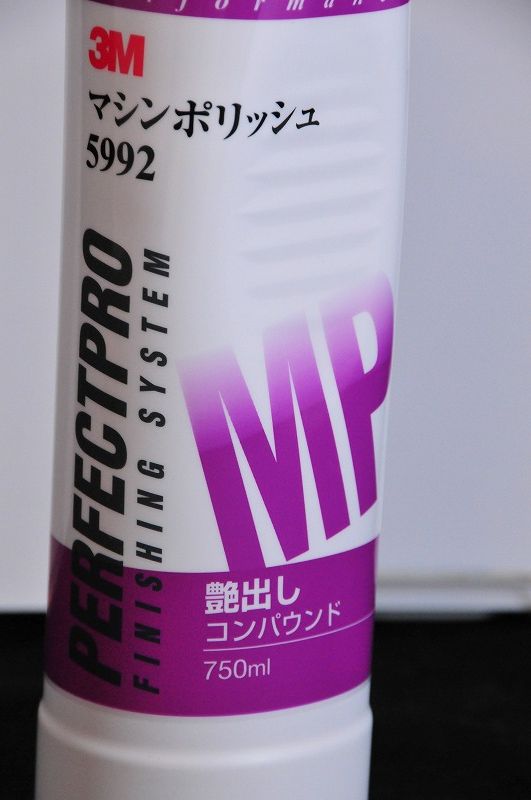 3M
マシンポリッシュ
5992
PERFECTPRO
FINISHING SYSTEM
MP
艶出し
コンパウンド
750ml